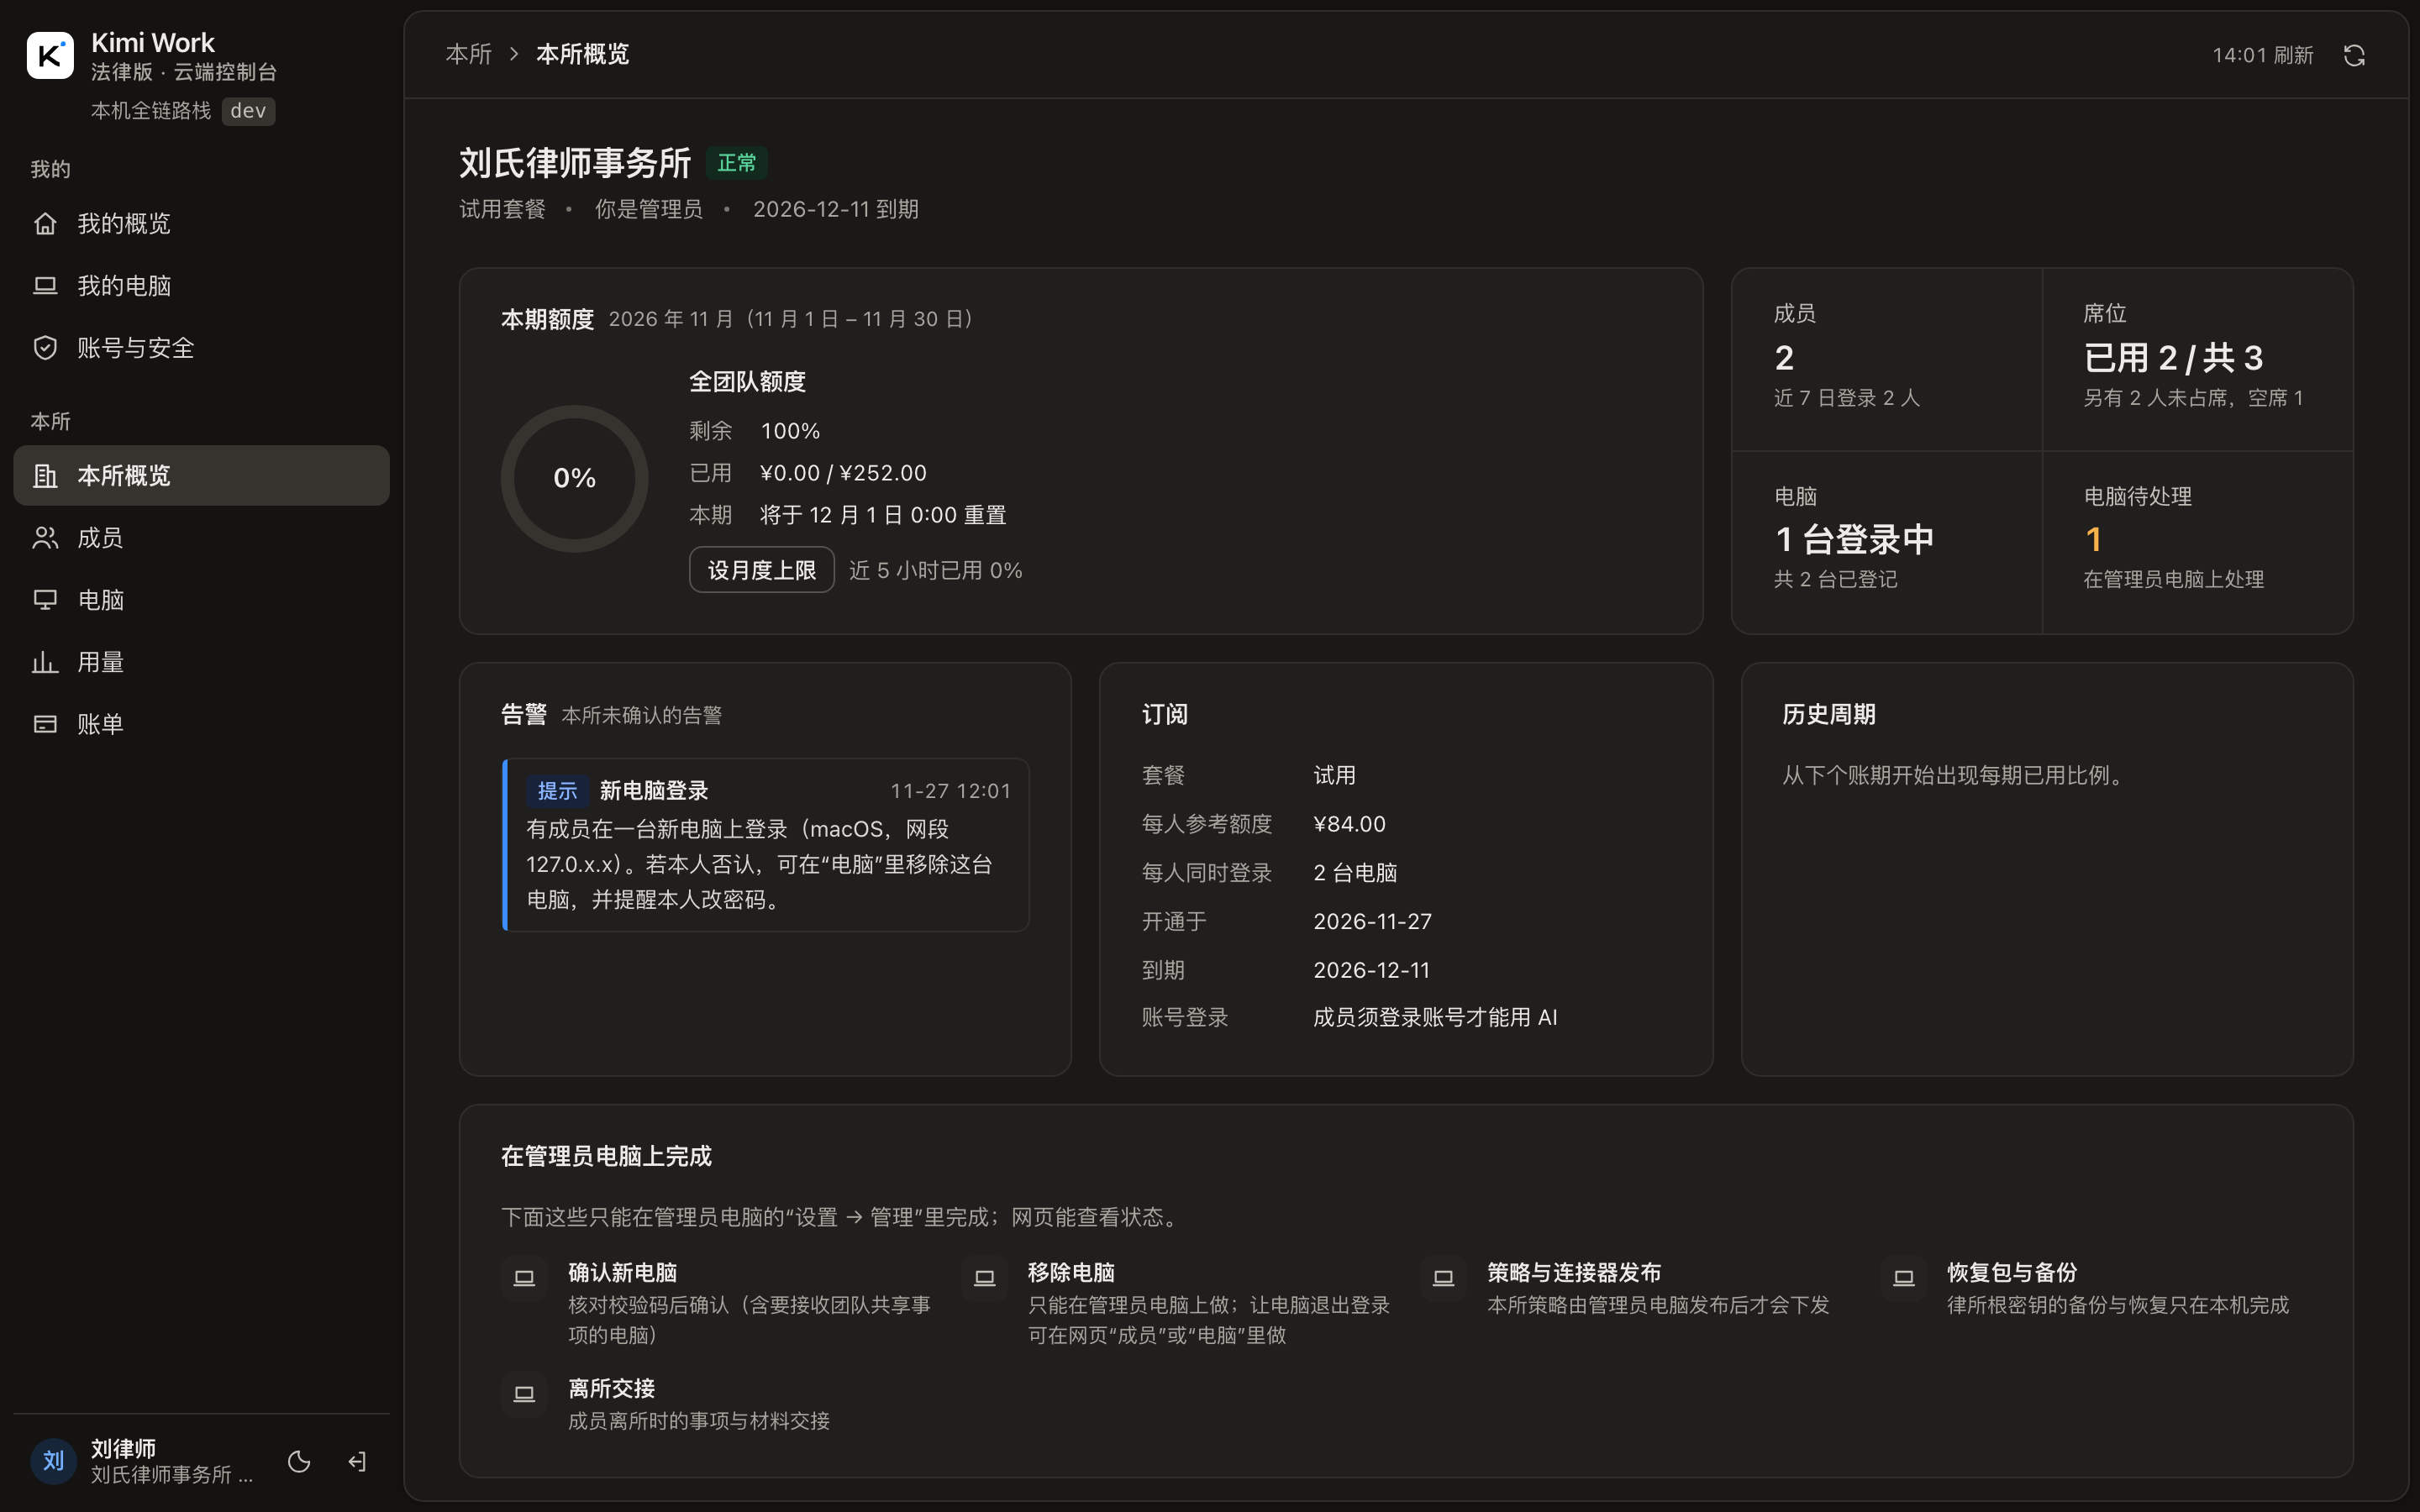 Kimi Work
法律版 · 云端控制台
本机全链路栈 dev
我的
我的概览
我的电脑
账号与安全
本所
本所概览
成员
电脑
用量
账单
刘 刘律师
刘氏律师事务所 ...
本所 > 本所概览
14:01 刷新
刘氏律师事务所 正常
试用套餐 • 你是管理员 • 2026-12-11 到期
本期额度 2026 年 11 月（11 月 1 日 – 11 月 30 日）
0%
全团队额度
剩余 100%
已用 ¥0.00 / ¥252.00
本期 将于 12 月 1 日 0:00 重置
设月度上限 近 5 小时已用 0%
成员
2
近 7 日登录 2 人
席位
已用 2 / 共 3
另有 2 人未占席，空席 1
电脑
1 台登录中
共 2 台已登记
电脑待处理
1
在管理员电脑上处理
告警 本所未确认的告警
提示 新电脑登录 11-27 12:01
有成员在一台新电脑上登录（macOS，网段
127.0.x.x）。若本人否认，可在“电脑”里移除这台
电脑，并提醒本人改密码。
订阅
套餐 试用
每人参考额度 ¥84.00
每人同时登录 2 台电脑
开通于 2026-11-27
到期 2026-12-11
账号登录 成员须登录账号才能用 AI
历史周期
从下个账期开始出现每期已用比例。
在管理员电脑上完成
下面这些只能在管理员电脑的“设置 → 管理”里完成；网页能查看状态。
确认新电脑
核对校验码后确认（含要接收团队共享事
项的电脑）
移除电脑
只能在管理员电脑上做；让电脑退出登录
可在网页“成员”或“电脑”里做
策略与连接器发布
本所策略由管理员电脑发布后才会下发
恢复包与备份
律所根密钥的备份与恢复只在本机完成
离所交接
成员离所时的事项与材料交接